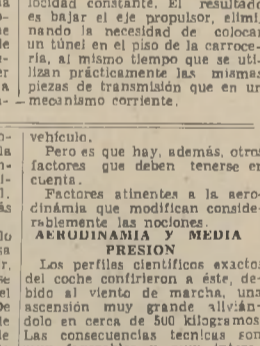 locidad constante. El resultado
es bajar el eje propulsor, elimi-
nando la necesidad de colocar
un túnel en el piso de la carroce-
ría, al mismo tiempo que se uti-
lizan prácticamente las mismas
piezas de transmisión que en un
mecanismo corriente.
vehículo.
Pero es que hay, además, otros
factores que deben tenerse en
cuenta.
Factores atinentes a la aero-
dinámia que modifican conside-
rablemente las nociones.
AERODINAMIA Y MEDIA
PRESION
Los perfiles científicos exactos
del coche confirieron a éste, de-
bido al viento de marcha, una
ascensión muy grande alivián-
dolo en cerca de 500 kilogramos
Las consecuencias técnicas son